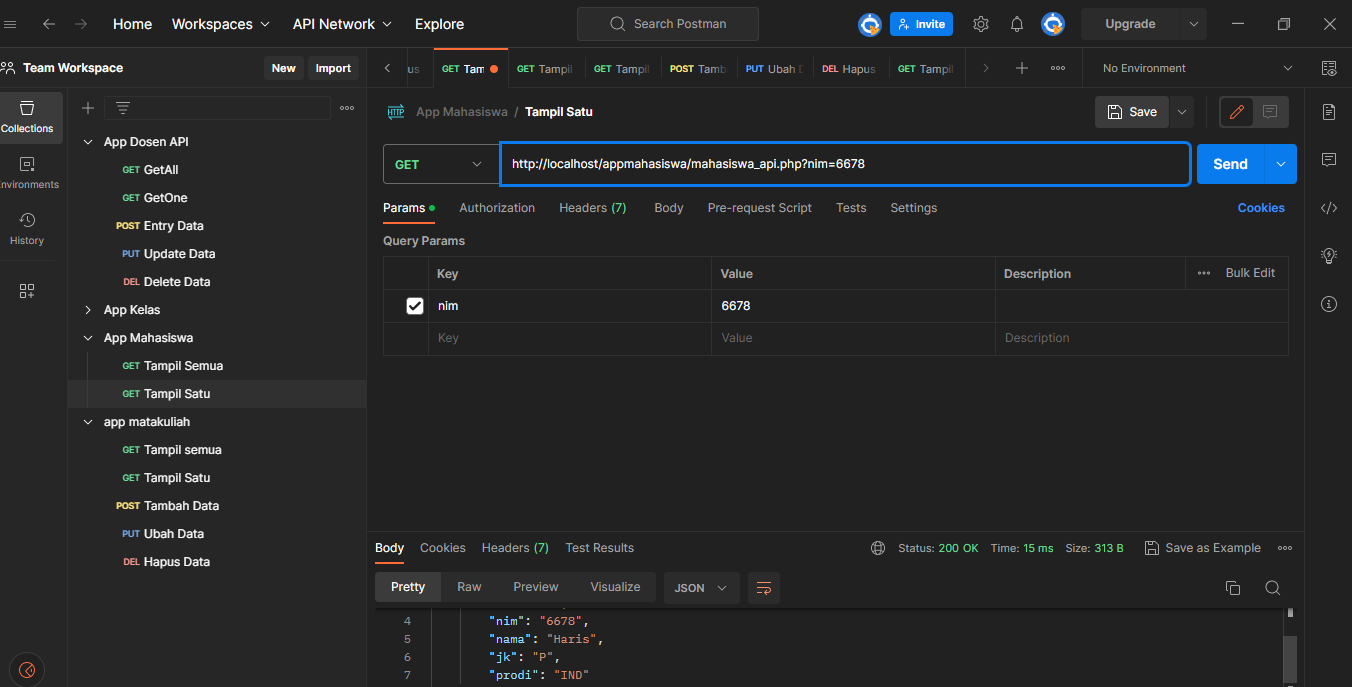 Home Workspaces API Network Explore Search Postman Invite Upgrade
Team Workspace New Import
us GET Tam GET Tampil GET Tampil POST Tamb PUT Ubah D DEL Hapus GET Tampil No Environment
Collections
nvironments
History
App Dosen API
GET GetAll
GET GetOne
POST Entry Data
PUT Update Data
DEL Delete Data
App Kelas
App Mahasiswa
GET Tampil Semua
GET Tampil Satu
app matakuliah
GET Tampil semua
GET Tampil Satu
POST Tambah Data
PUT Ubah Data
DEL Hapus Data
HTTP App Mahasiswa / Tampil Satu Save
GET http://localhost/appmahasiswa/mahasiswa_api.php?nim=6678 Send
Params Authorization Headers (7) Body Pre-request Script Tests Settings Cookies
Query Params
Key Value Description Bulk Edit
nim 6678
Key Value Description
Body Cookies Headers (7) Test Results Status: 200 OK Time: 15 ms Size: 313 B Save as Example
Pretty Raw Preview Visualize JSON
4 "nim": "6678",
5 "nama": "Haris",
6 "jk": "P",
7 "prodi": "IND"